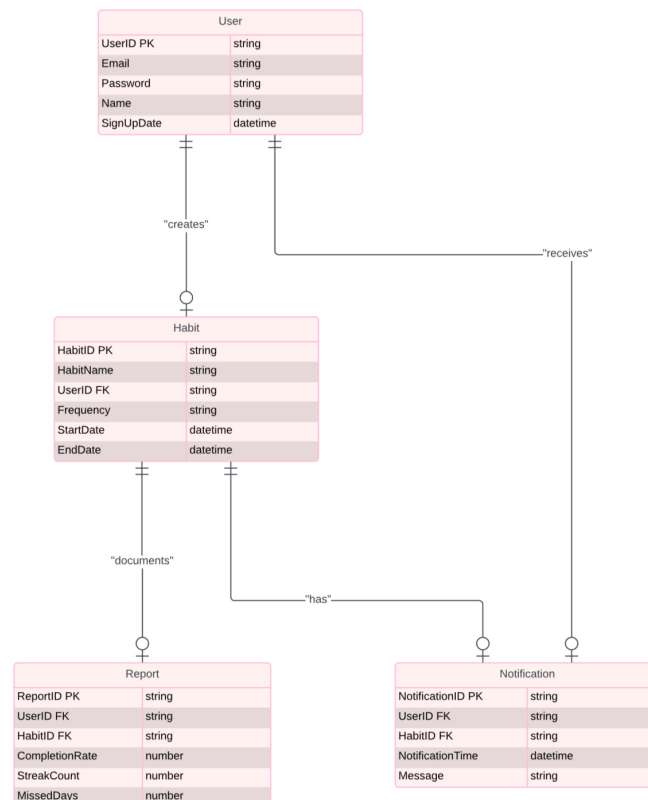 User
UserID PK string
Email string
Password string
Name string
SignUpDate datetime
"creates"
"receives"
Habit
HabitID PK string
HabitName string
UserID FK string
Frequency string
StartDate datetime
EndDate datetime
"documents"
"has"
Report
ReportID PK string
UserID FK string
HabitID FK string
CompletionRate number
StreakCount number
MissedDays number
Notification
NotificationID PK string
UserID FK string
HabitID FK string
NotificationTime datetime
Message string